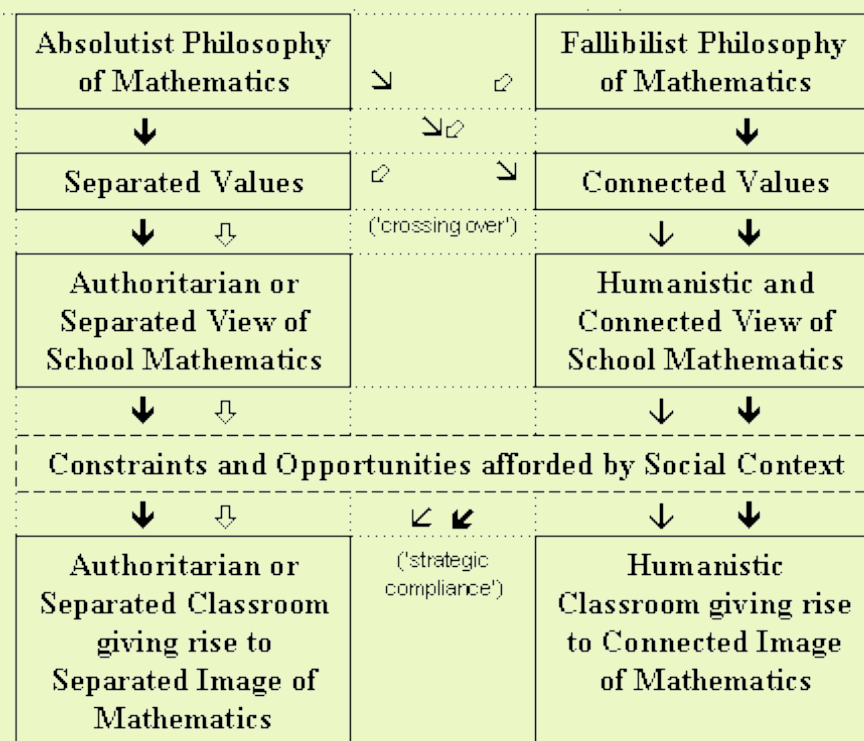 Absolutist Philosophy
of Mathematics
Fallibilist Philosophy
of Mathematics
Separated Values
Connected Values
('crossing over')
Authoritarian or
Separated View of
School Mathematics
Humanistic and
Connected View of
School Mathematics
Constraints and Opportunities afforded by Social Context
Authoritarian or
Separated Classroom
giving rise to
Separated Image of
Mathematics
('strategic
compliance')
Humanistic
Classroom giving rise
to Connected Image
of Mathematics